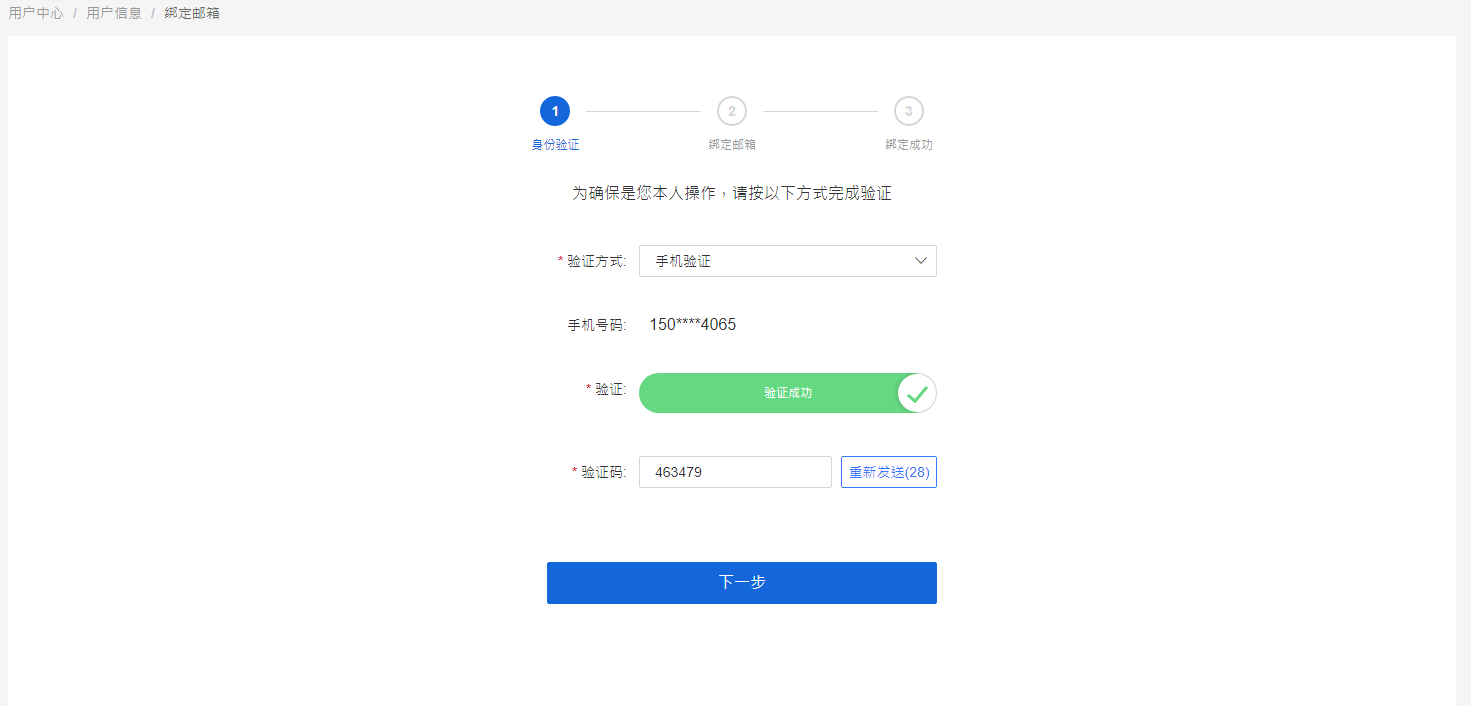 用户中心 / 用户信息 / 绑定邮箱
1 2 3
身份验证 绑定邮箱 绑定成功
为确保是您本人操作，请按以下方式完成验证
* 验证方式: 手机验证
手机号码: 150****4065
* 验证: 验证成功
* 验证码: 463479 重新发送(28)
下一步